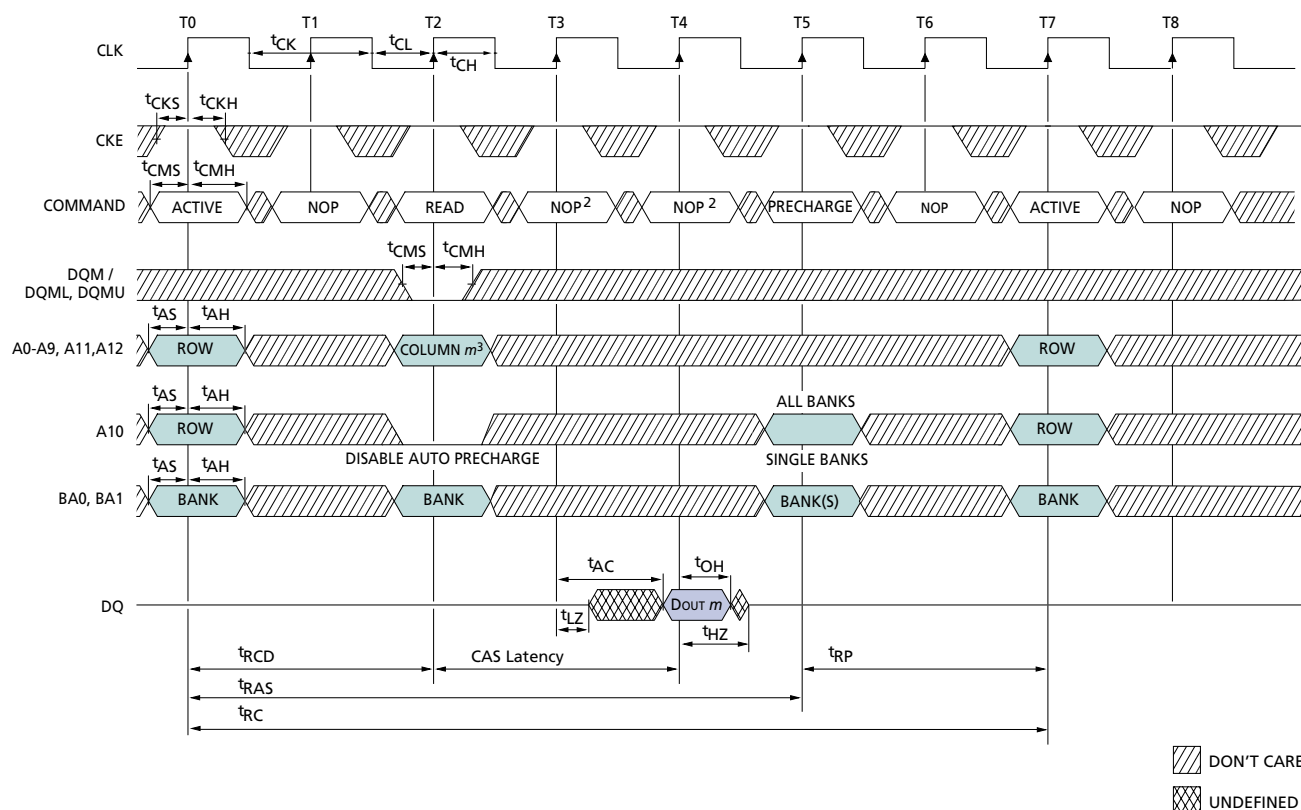 T0 T1 T2 T3 T4 T5 T6 T7 T8
CLK
tCK tCL
tCH
tCKS tCKH
CKE
tCMS tCMH
COMMAND ACTIVE NOP READ NOP2 NOP2 PRECHARGE NOP ACTIVE NOP
tCMS tCMH
DQM /
DQML, DQMU
tAS tAH
A0-A9, A11,A12 ROW COLUMN m3 ROW
tAS tAH
ALL BANKS
A10 ROW ROW
DISABLE AUTO PRECHARGE SINGLE BANKS
tAS tAH
BA0, BA1 BANK BANK BANK(S) BANK
tAC tOH
DQ DOUT m
tLZ tHZ
tRCD CAS Latency tRP
tRAS
tRC
DON'T CARE
UNDEFINED